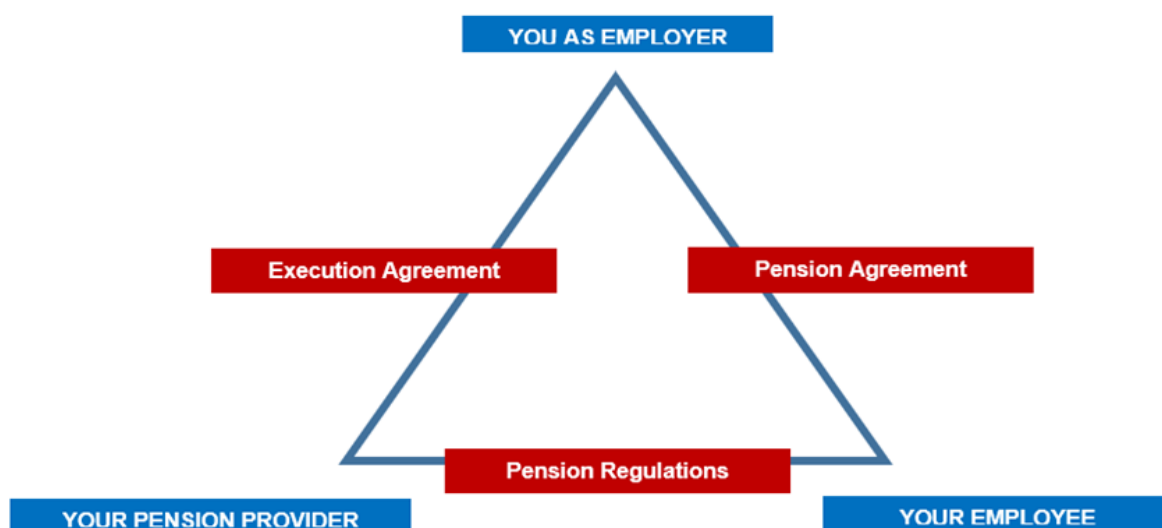 YOU AS EMPLOYER
Execution Agreement
Pension Agreement
Pension Regulations
YOUR PENSION PROVIDER
YOUR EMPLOYEE